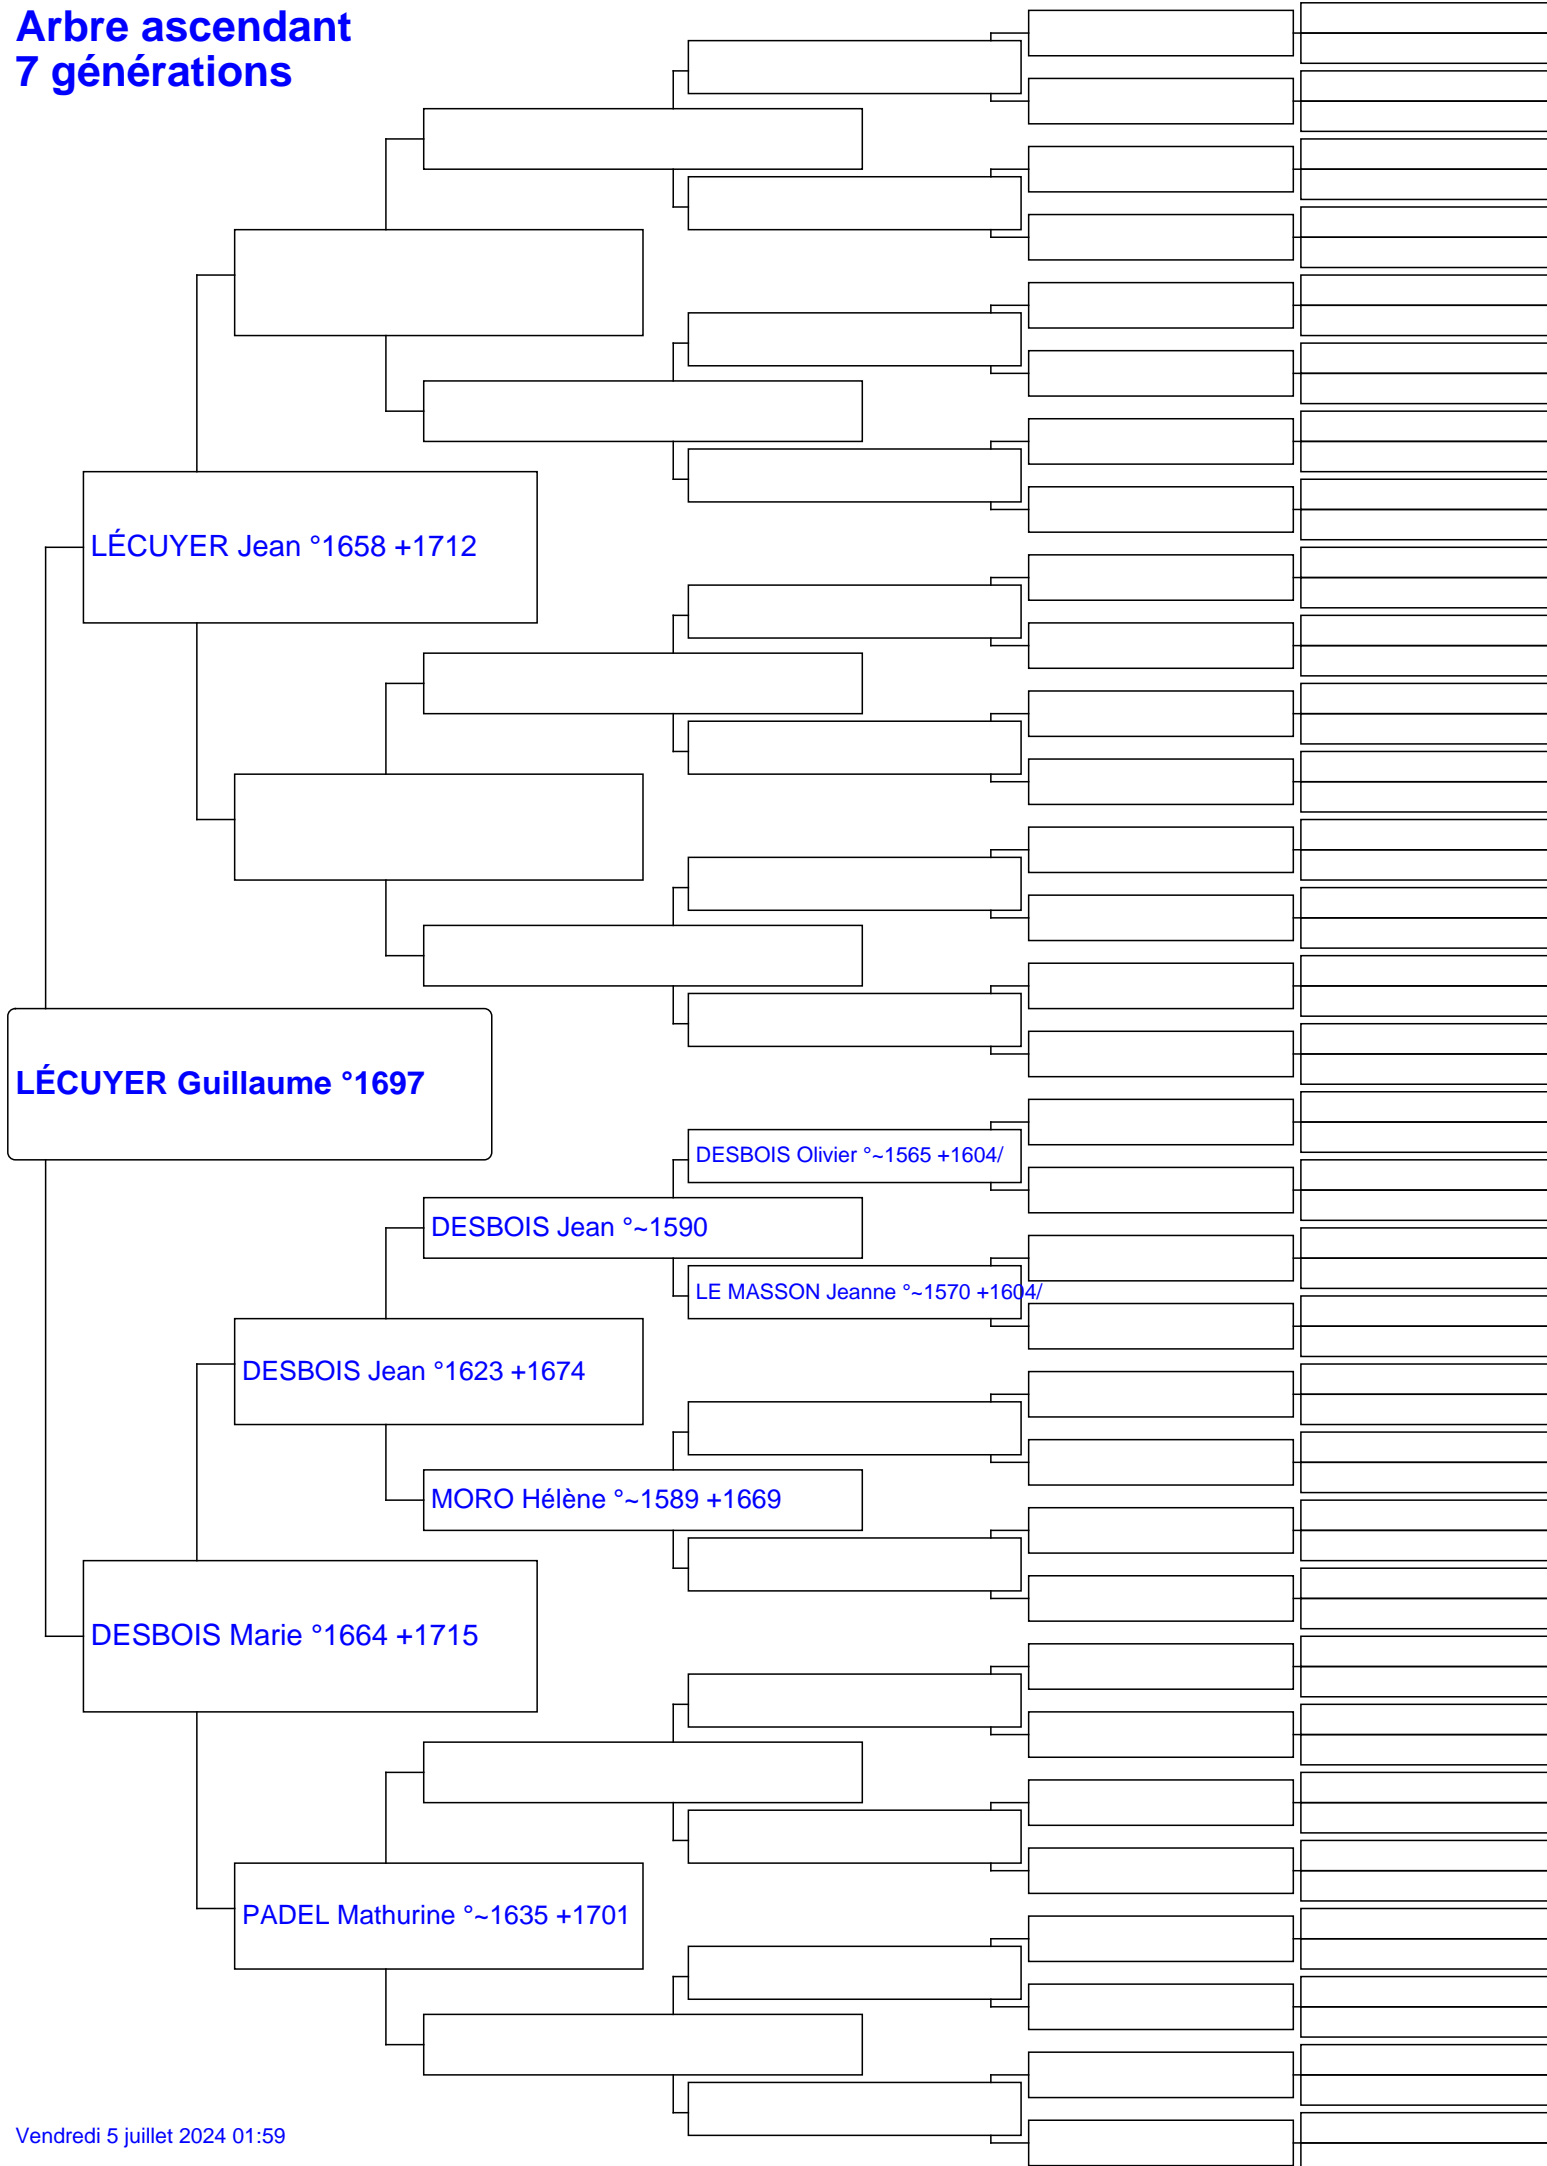 Arbre ascendant
7 générations
LÉCUYER Jean °1658 +1712
LÉCUYER Guillaume °1697
DESBOIS Olivier °~1565 +1604/
DESBOIS Jean °~1590
LE MASSON Jeanne °~1570 +1604/
DESBOIS Jean °1623 +1674
MORO Hélène °~1589 +1669
DESBOIS Marie °1664 +1715
PADEL Mathurine °~1635 +1701
Vendredi 5 juillet 2024 01:59